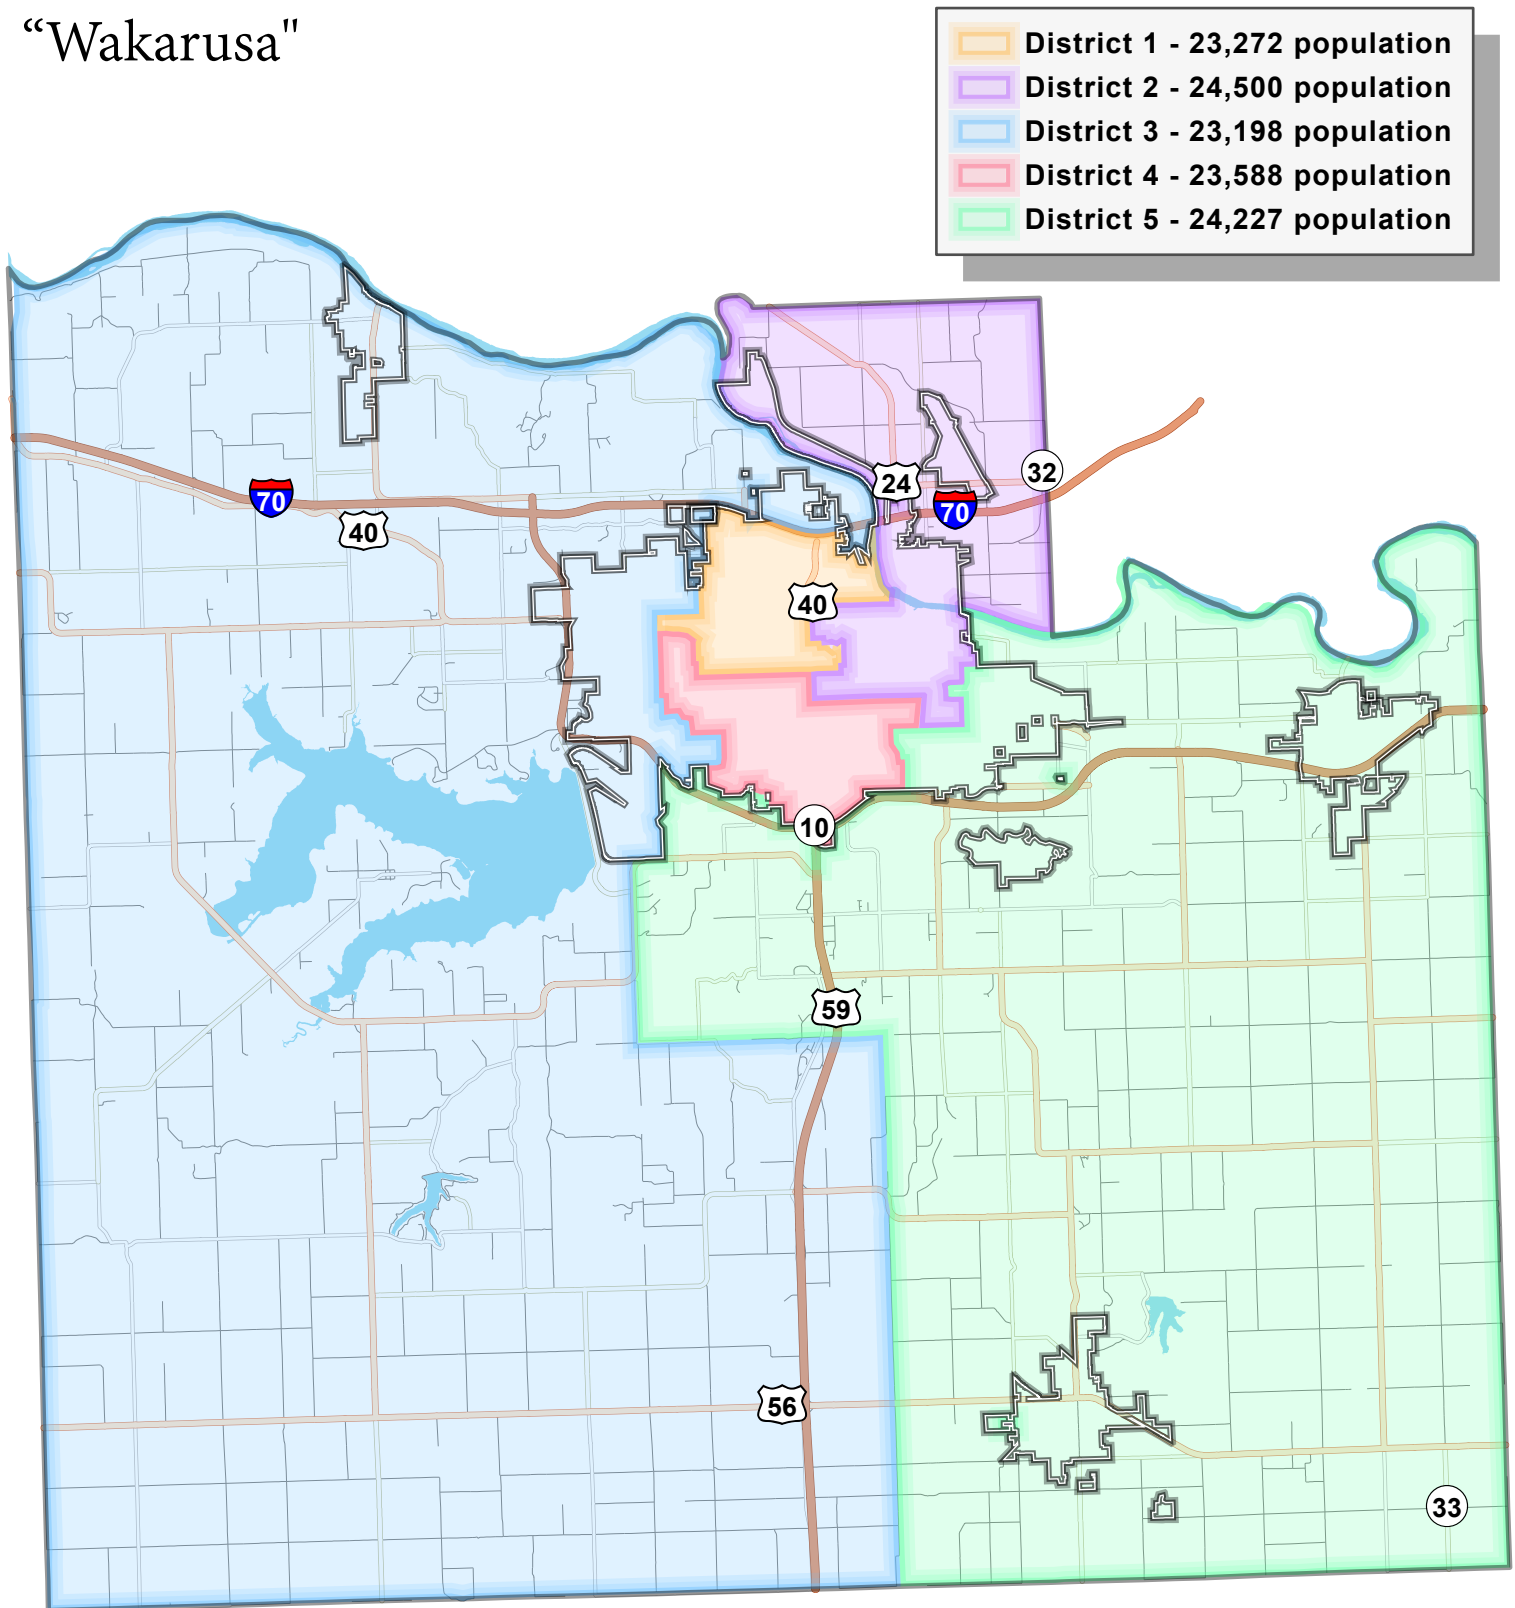 “Wakarusa"
District 1 - 23,272 population
District 2 - 24,500 population
District 3 - 23,198 population
District 4 - 23,588 population
District 5 - 24,227 population
32
24
70
70
40
40
10
59
56
33